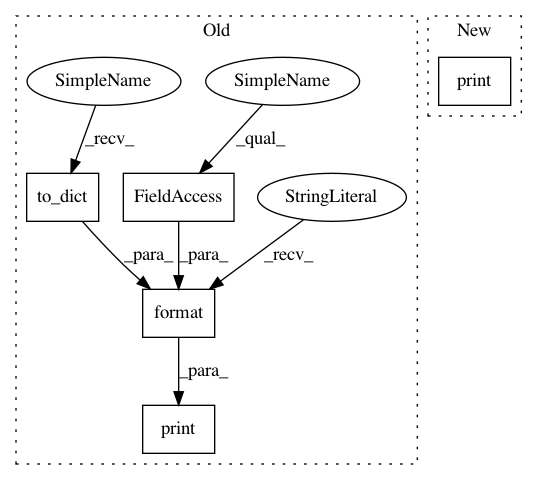 Old
New
SimpleName
SimpleName
print
_recv_
_qual_
to_dict
FieldAccess
StringLiteral
_para_
_para_
_recv_
format
_para_
print